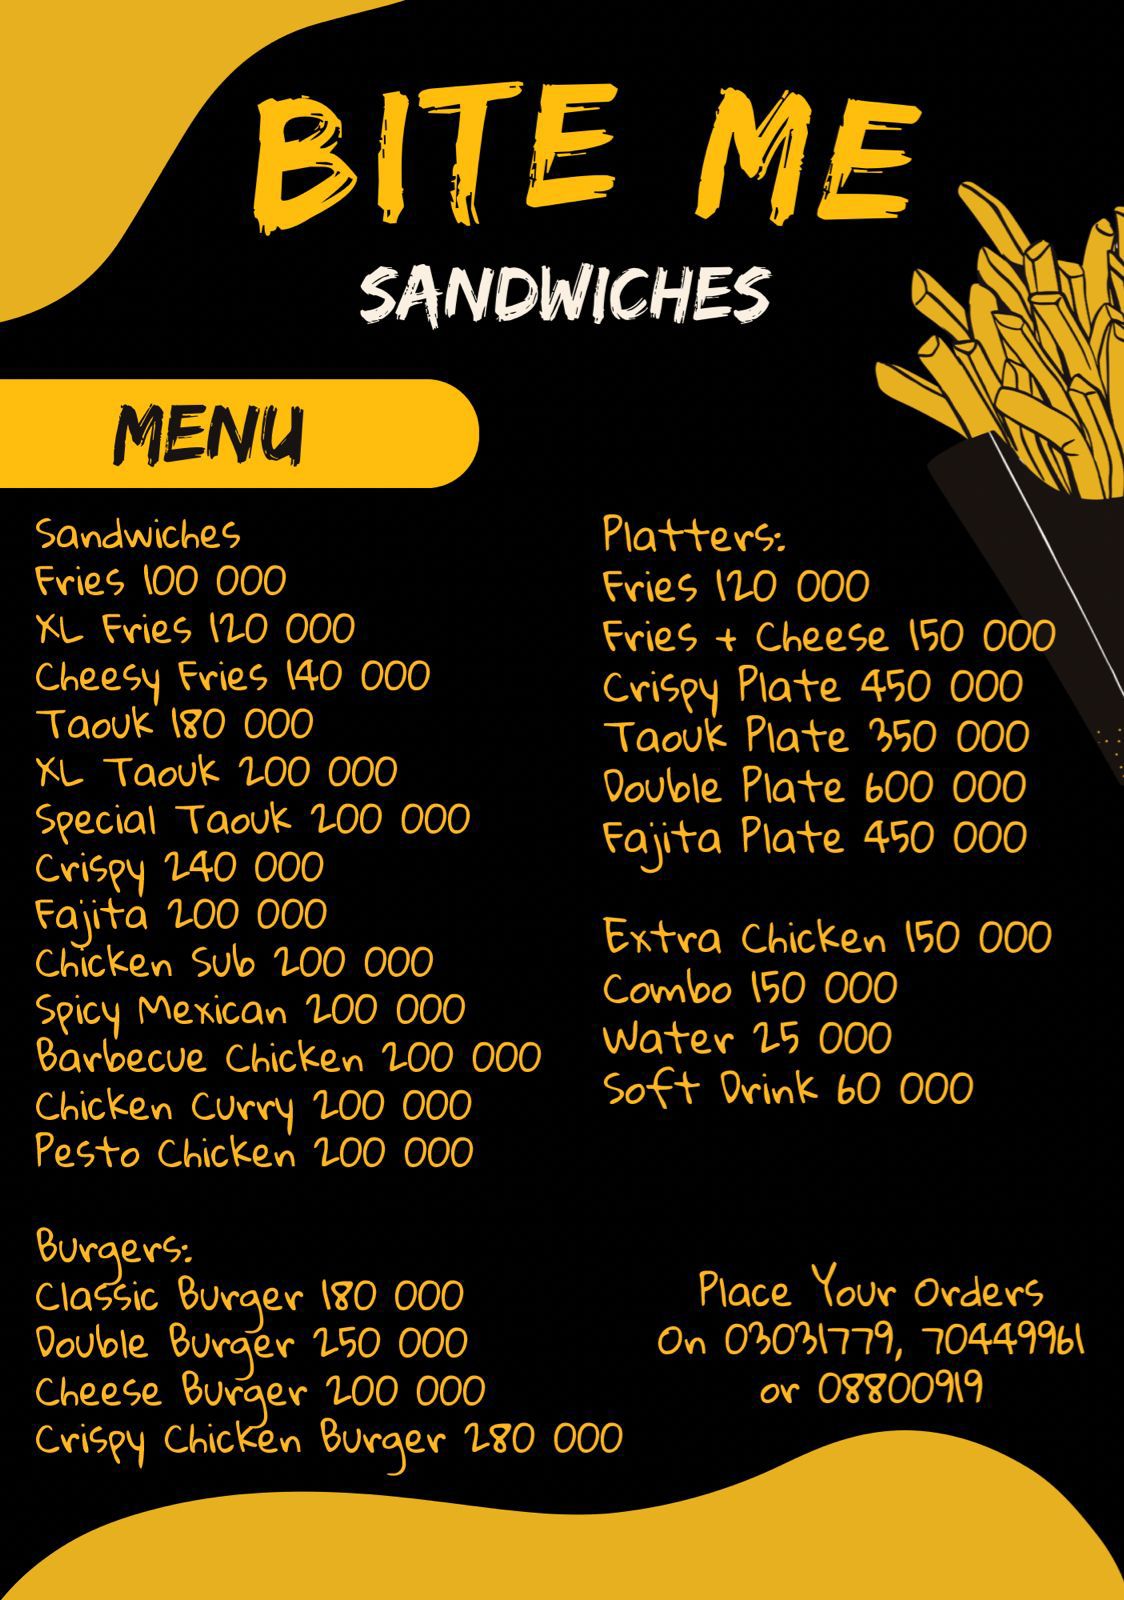 BITE ME
SANDWICHES
MENU
Sandwiches
Fries 100 000
XL Fries 120 000
Cheesy Fries 140 000
Taouk 180 000
XL Taouk 200 000
Special Taouk 200 000
Crispy 240 000
Fajita 200 000
Chicken Sub 200 000
Spicy Mexican 200 000
Barbecue Chicken 200 000
Chicken Curry 200 000
Pesto Chicken 200 000
Burgers:
Classic Burger 180 000
Double Burger 250 000
Cheese Burger 200 000
Crispy Chicken Burger 280 000
Platters:
Fries 120 000
Fries + Cheese 150 000
Crispy Plate 450 000
Taouk Plate 350 000
Double Plate 600 000
Fajita Plate 450 000
Extra Chicken 150 000
Combo 150 000
Water 25 000
Soft Drink 60 000
Place Your Orders
On 03031779, 70449961
or 08800919